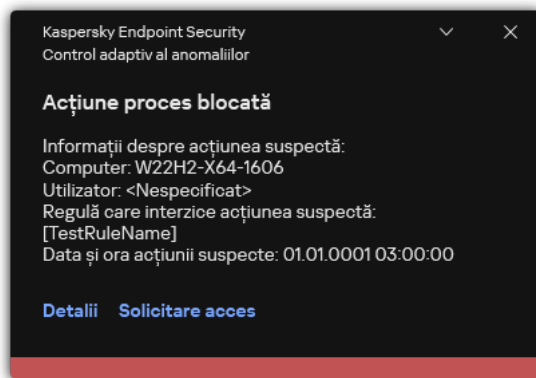 Kaspersky Endpoint Security
Control adaptiv al anomaliilor
Acțiune proces blocată
Informații despre acțiunea suspectă:
Computer: W22H2-X64-1606
Utilizator: <Nespecificat>
Regulă care interzice acțiunea suspectă:
[TestRuleName]
Data și ora acțiunii suspecte: 01.01.0001 03:00:00
Detalii Solicitare acces